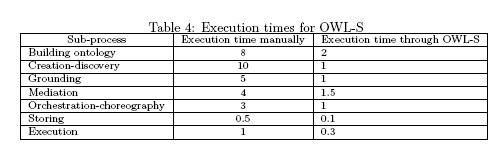 Table 4: Execution times for OWL-S
Sub-process Execution time manually Execution time through OWL-S
Building ontology 8 2
Creation-discovery 10 1
Grounding 5 1
Mediation 4 1.5
Orchestration-choreography 3 1
Storing 0.5 0.1
Execution 1 0.3